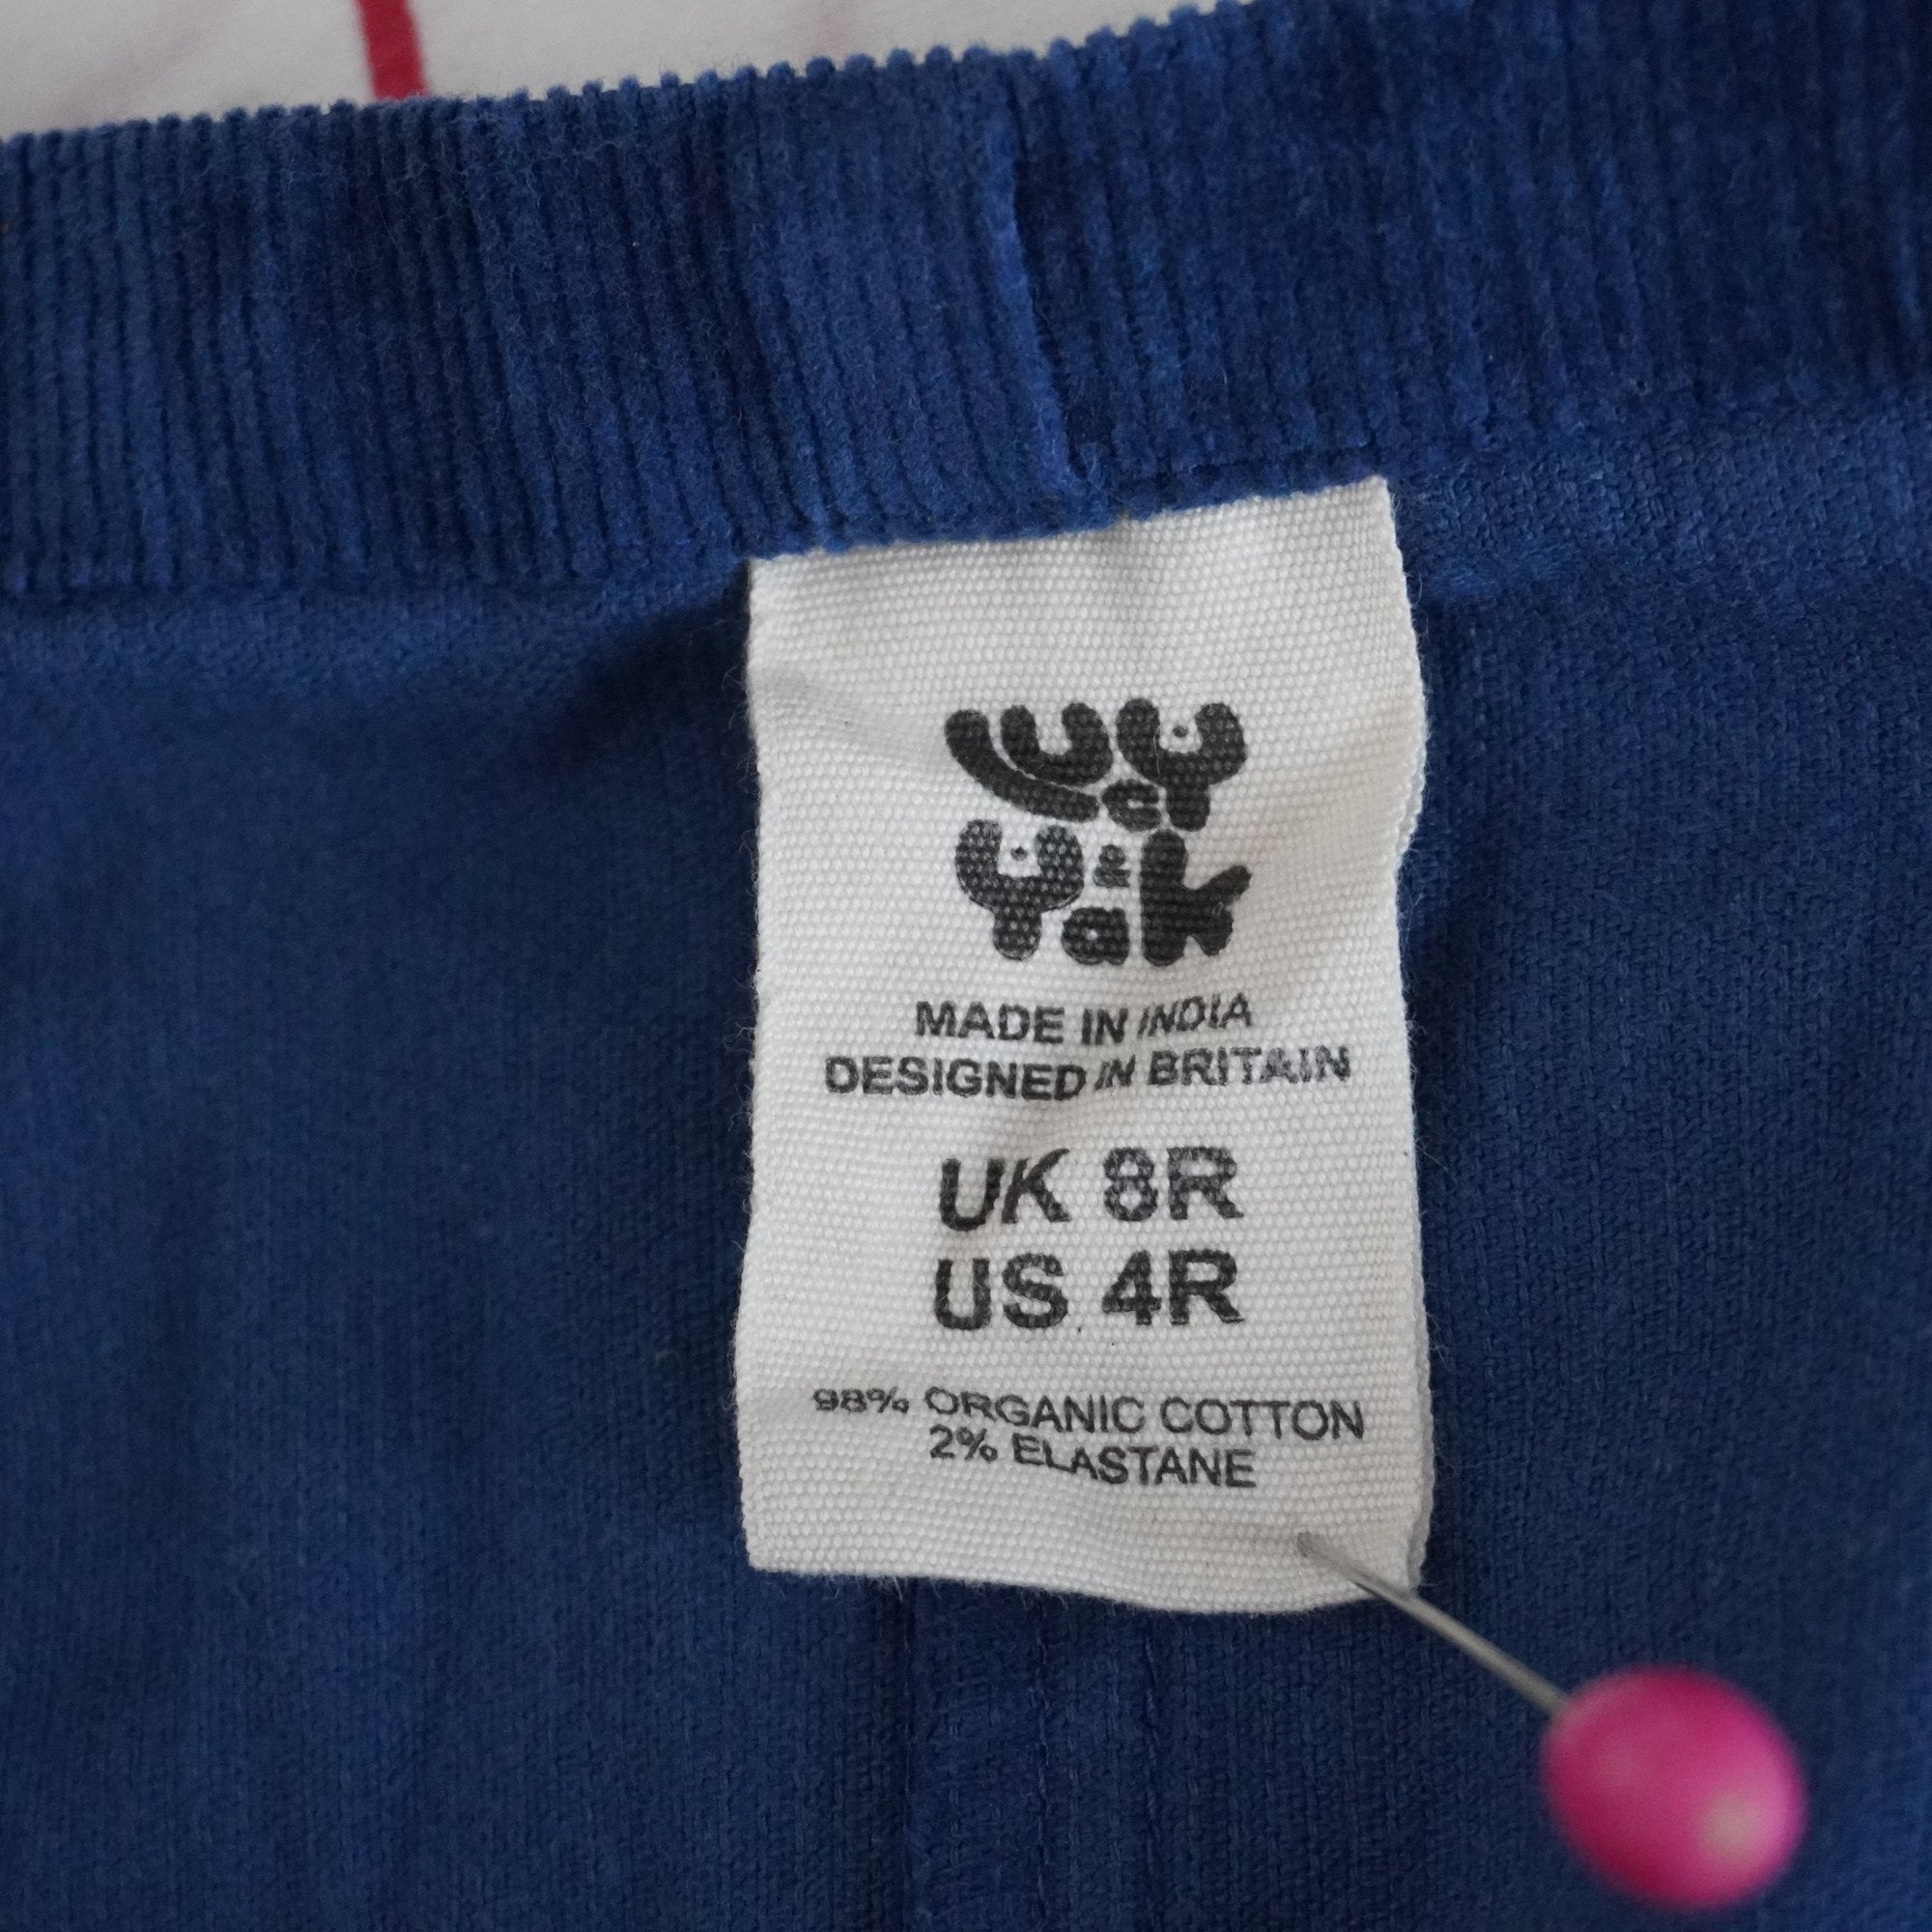 Lucy
& Yak
MADE IN INDIA
DESIGNED IN BRITAIN
UK 8R
US 4R
98% ORGANIC COTTON
2% ELASTANE